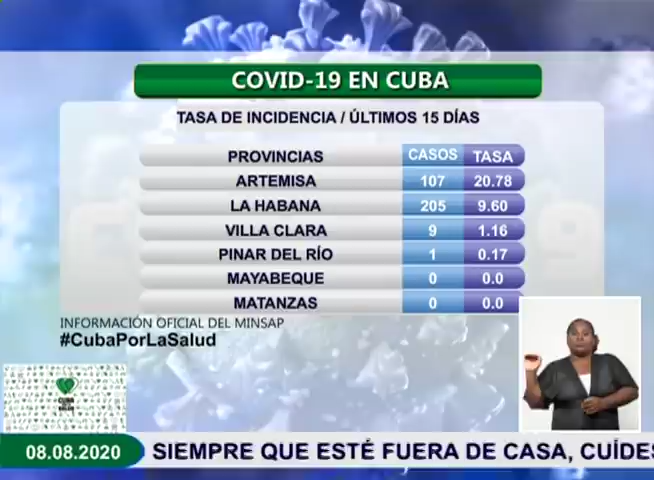 COVID-19 EN CUBA
TASA DE INCIDENCIA / ÚLTIMOS 15 DÍAS
PROVINCIAS CASOS TASA
ARTEMISA 107 20.78
LA HABANA 205 9.60
VILLA CLARA 9 1.16
PINAR DEL RÍO 1 0.17
MAYABEQUE 0 0.0
MATANZAS 0 0.0
INFORMACIÓN OFICIAL DEL MINSAP
#CubaPorLaSalud
CUBA
08.08.2020 SIEMPRE QUE ESTÉ FUERA DE CASA, CUÍDES